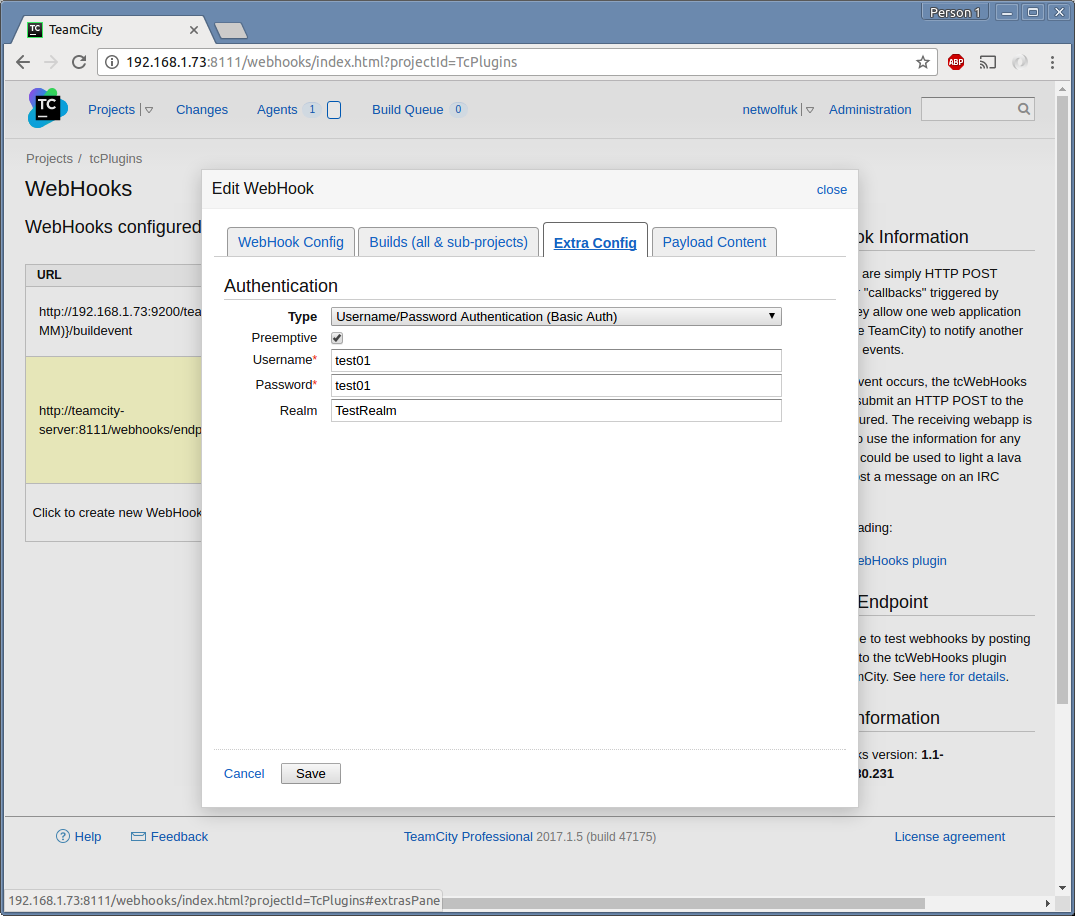 Person 1
TC TeamCity
192.168.1.73:8111/webhooks/index.html?projectId=TcPlugins
ABP
TC
Projects Changes Agents 1 Build Queue 0 netwolfuk Administration
Projects / tcPlugins
WebHooks
WebHooks configured
URL
http://192.168.1.73:9200/tea
MM)}/buildevent
http://teamcity-
server:8111/webhooks/endp
Click to create new WebHook
Edit WebHook
close
WebHook Config
Builds (all & sub-projects)
Extra Config
Payload Content
Authentication
Type Username/Password Authentication (Basic Auth)
Preemptive
Username* test01
Password* test01
Realm TestRealm
Cancel Save
ok Information
are simply HTTP POST
"callbacks" triggered by
ey allow one web application
e TeamCity) to notify another
events.
vent occurs, the tcWebHooks
submit an HTTP POST to the
ured. The receiving webapp is
o use the information for any
could be used to light a lava
st a message on an IRC
ading:
ebHooks plugin
Endpoint
e to test webhooks by posting
to the tcWebHooks plugin
mCity. See here for details.
nformation
ks version: 1.1-
30.231
? Help Feedback TeamCity Professional 2017.1.5 (build 47175) License agreement
192.168.1.73:8111/webhooks/index.html?projectId=TcPlugins#extrasPane